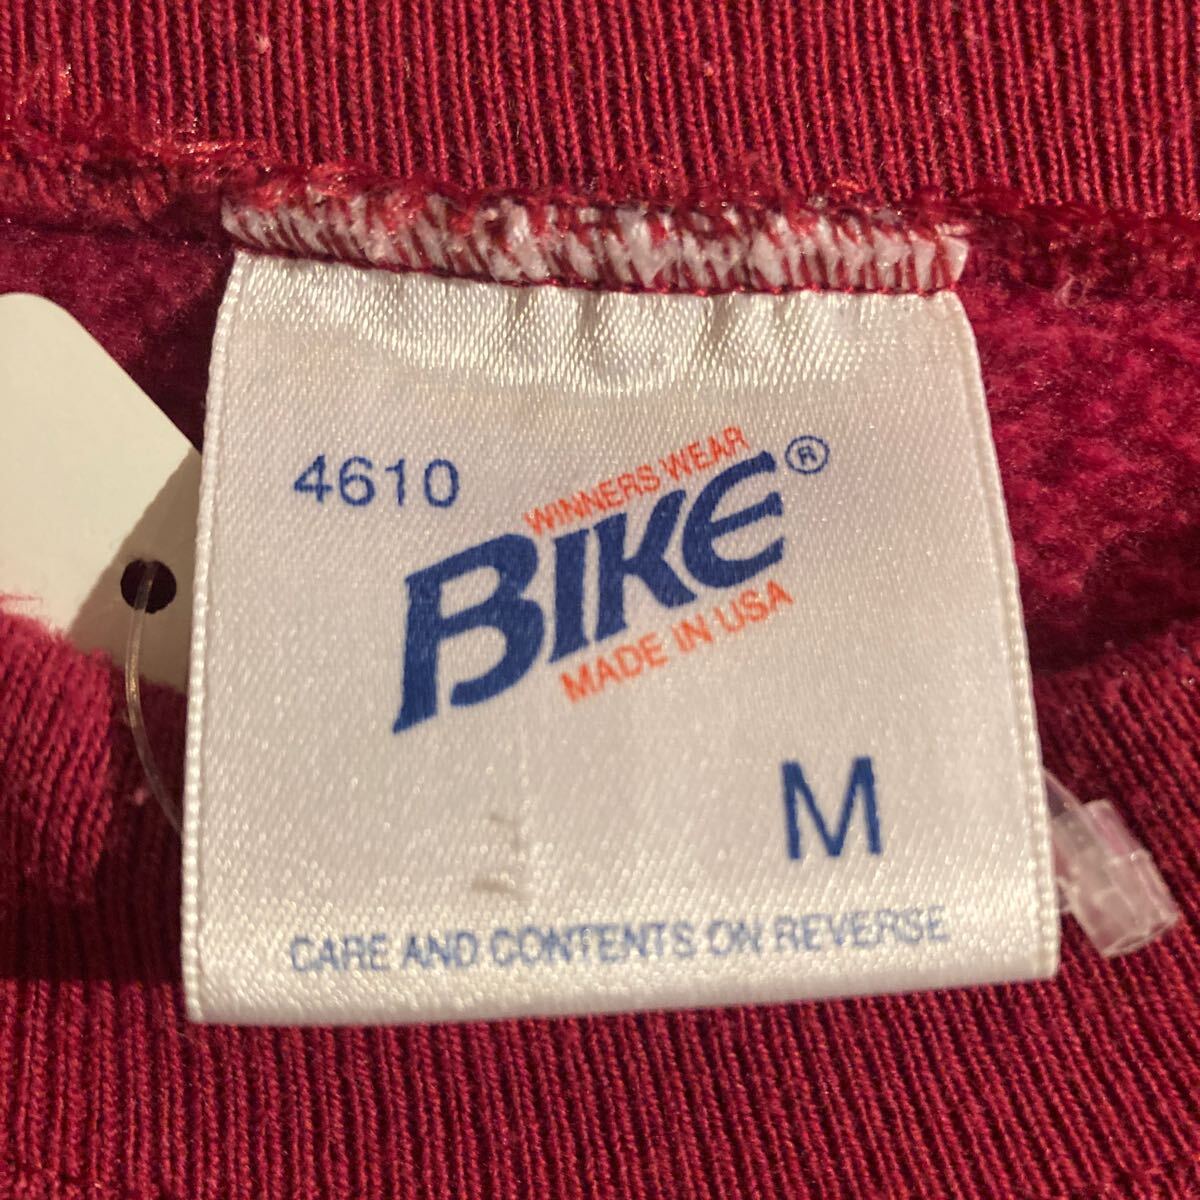 4610
WINNERS WEAR
BIKE®
MADE IN USA
M
CARE AND CONTENTS ON REVERSE